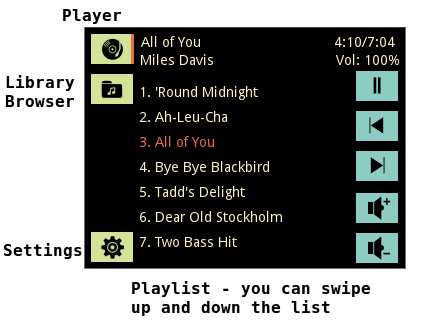 Player
All of You
4:10/7:04
Miles Davis
Vol: 100%
Library
Browser
1. 'Round Midnight
2. Ah-Leu-Cha
3. All of You
4. Bye Bye Blackbird
5. Tadd's Delight
6. Dear Old Stockholm
7. Two Bass Hit
Settings
Playlist - you can swipe
up and down the list